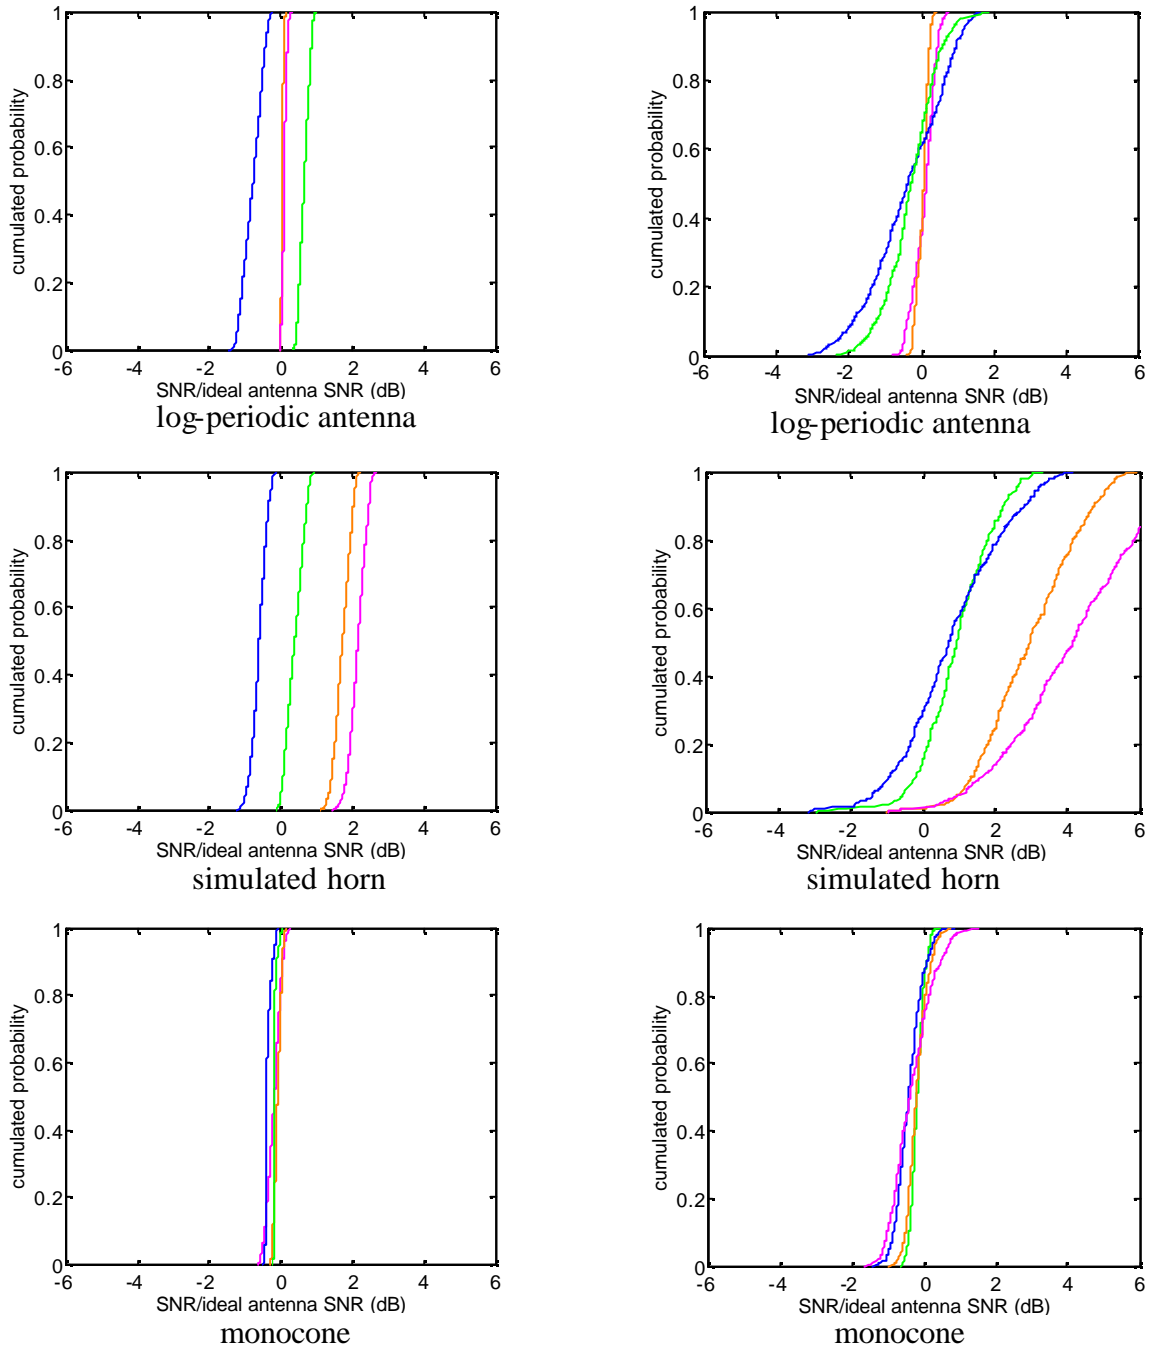 1
0.8
0.6
0.4
0.2
0
cumulated probability
-6 -4 -2 0 2 4 6
SNR/ideal antenna SNR (dB)
log-periodic antenna
1
0.8
0.6
0.4
0.2
0
cumulated probability
-6 -4 -2 0 2 4 6
SNR/ideal antenna SNR (dB)
log-periodic antenna
1
0.8
0.6
0.4
0.2
0
cumulated probability
-6 -4 -2 0 2 4 6
SNR/ideal antenna SNR (dB)
simulated horn
1
0.8
0.6
0.4
0.2
0
cumulated probability
-6 -4 -2 0 2 4 6
SNR/ideal antenna SNR (dB)
simulated horn
1
0.8
0.6
0.4
0.2
0
cumulated probability
-6 -4 -2 0 2 4 6
SNR/ideal antenna SNR (dB)
monocone
1
0.8
0.6
0.4
0.2
0
cumulated probability
-6 -4 -2 0 2 4 6
SNR/ideal antenna SNR (dB)
monocone